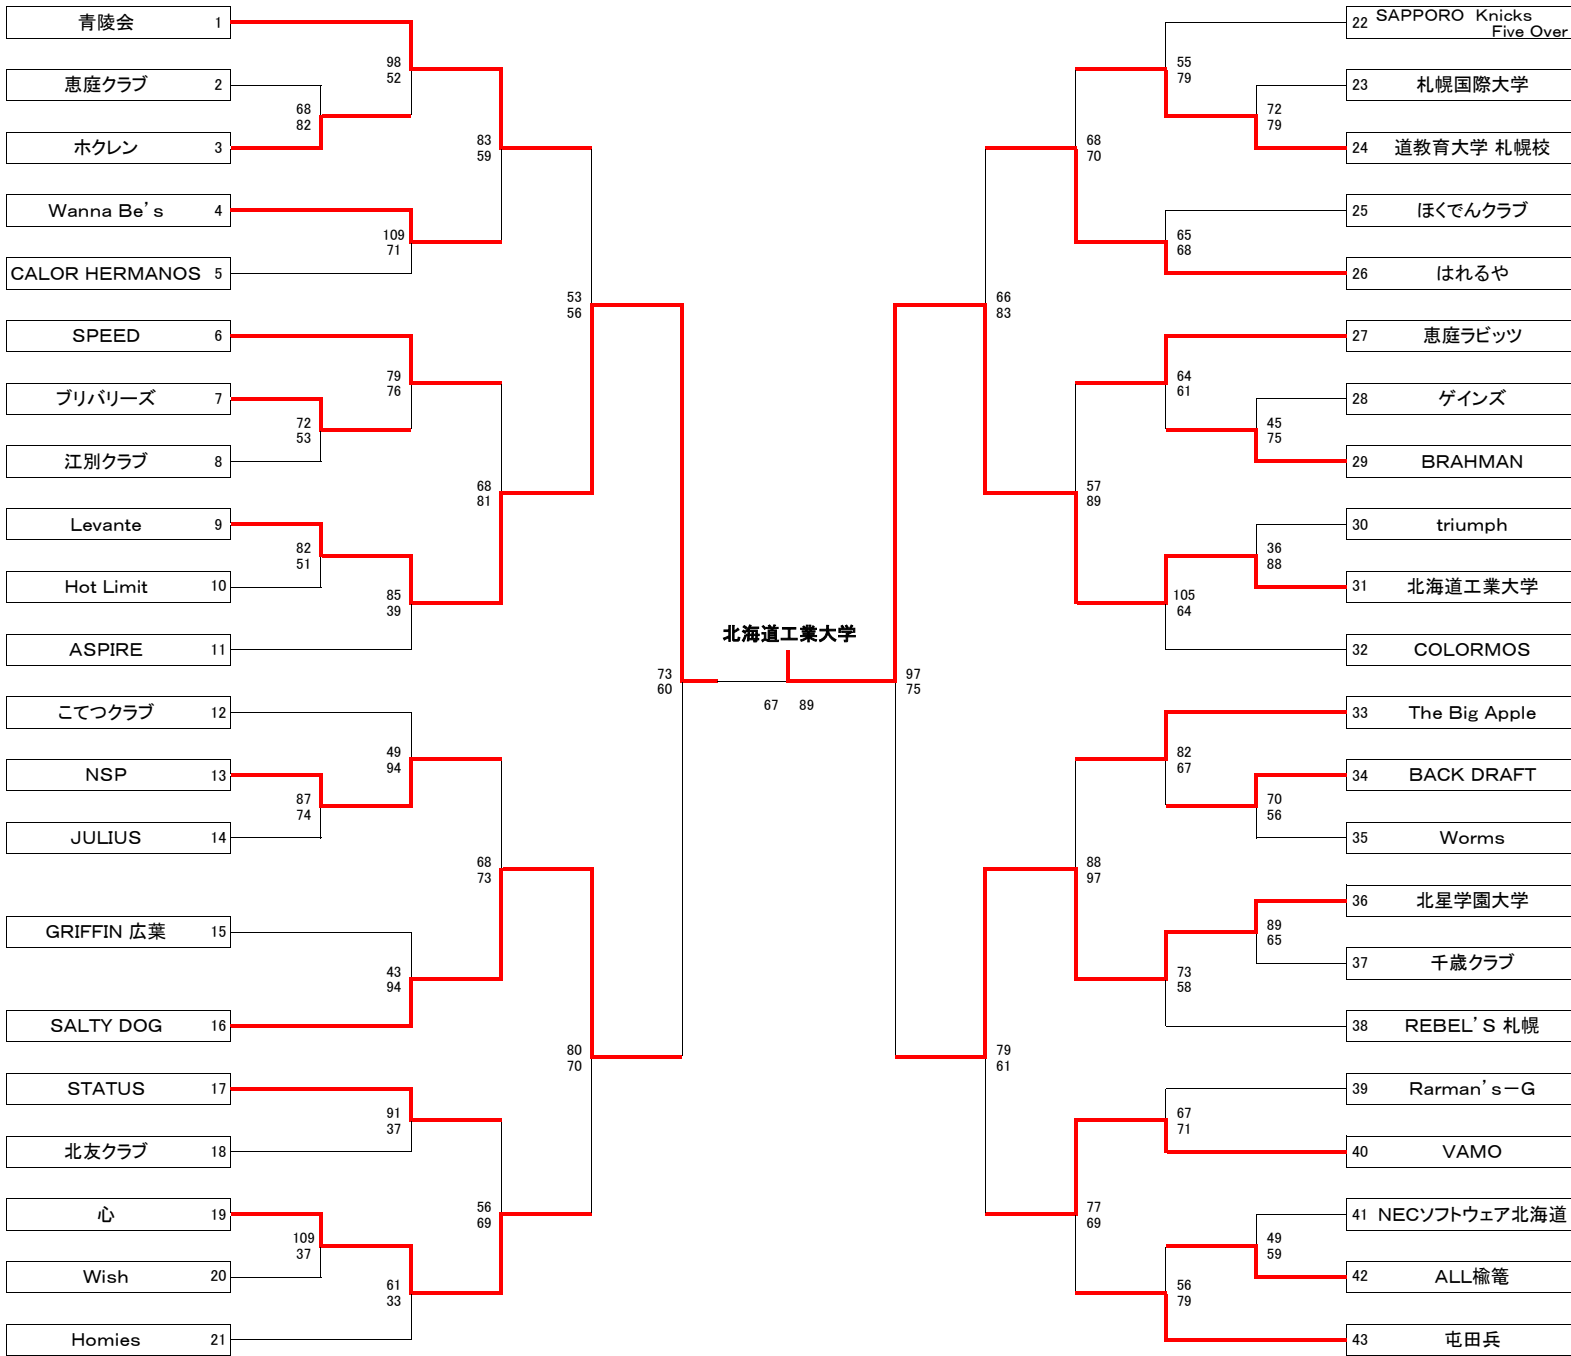 青陵会 1
98
52
恵庭クラブ 2
68
82
ホクレン 3
83
59
Wanna Be's 4
109
71
CALOR HERMANOS 5
53
56
SPEED 6
79
76
ブリバリーズ 7
72
53
江別クラブ 8
68
81
Levante 9
82
51
Hot Limit 10
85
39
ASPIRE 11
73
60
こてつクラブ 12
49
94
NSP 13
87
74
JULIUS 14
68
73
GRIFFIN 広葉 15
43
94
SALTY DOG 16
80
70
STATUS 17
91
37
北友クラブ 18
心 19
56
69
109
37
Wish 20
61
33
Homies 21
北海道工業大学
67 89
22 SAPPORO Knicks
Five Over
55
79
23 札幌国際大学
72
79
24 道教育大学 札幌校
68
70
25 ほくでんクラブ
65
68
26 はれるや
66
83
27 恵庭ラビッツ
64
61
28 ゲインズ
45
75
29 BRAHMAN
57
89
30 triumph
36
88
31 北海道工業大学
105
64
32 COLORMOS
97
75
33 The Big Apple
82
67
34 BACK DRAFT
70
56
35 Worms
88
97
36 北星学園大学
89
65
37 千歳クラブ
73
58
38 REBEL'S 札幌
79
61
39 Rarman's－G
67
71
40 VAMO
77
69
41 NECソフトウェア北海道
49
59
42 ALL楡篭
56
79
43 屯田兵